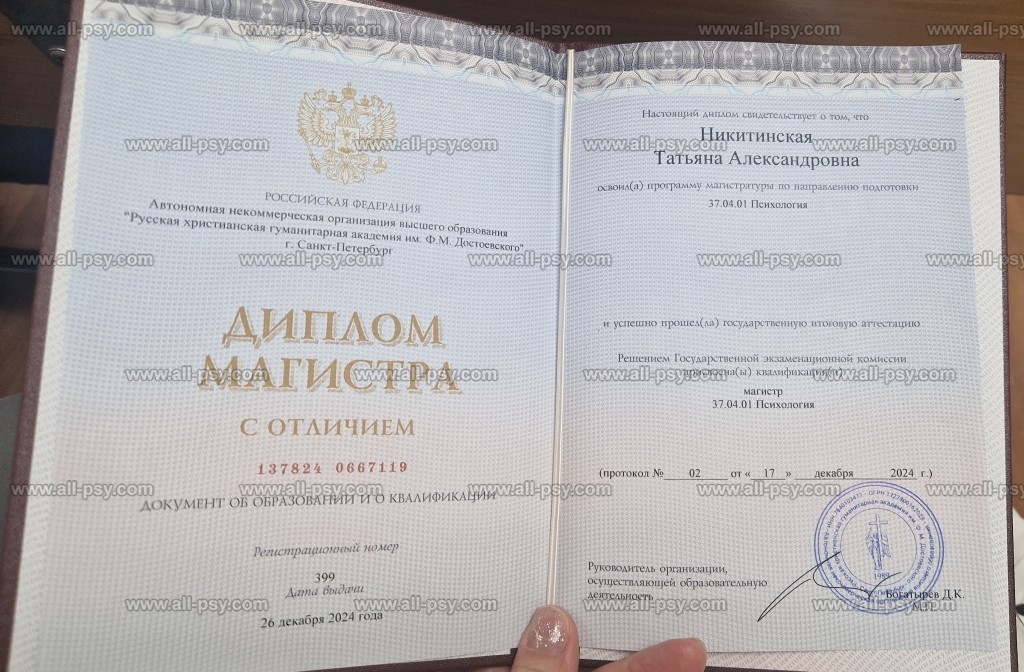 РОССИЙСКАЯ ФЕДЕРАЦИЯ
Автономная некоммерческая организация высшего образования
"Русская христианская гуманитарная академия им. Ф.М. Достоевского"
г. Санкт-Петербург
ДИПЛОМ
МАГИСТРА
С ОТЛИЧИЕМ
137824 0667119
ДОКУМЕНТ ОБ ОБРАЗОВАНИИ И О КВАЛИФИКАЦИИ
Регистрационный номер
399
Дата выдачи
26 декабря 2024 года
Настоящий диплом свидетельствует о том, что
Никитинская
Татьяна Александровна
освоил(а) программу магистратуры по направлению подготовки
37.04.01 Психология
и успешно прошел(ла) государственную итоговую аттестацию
Решением Государственной экзаменационной комиссии
присвоена(ы) квалификация(и)
магистр
37.04.01 Психология
(протокол № 02 от « 17 » декабря 2024 г.)
Руководитель организации,
осуществляющей образовательную
деятельность
Богатырёв Д.К.
М.П.
1989
www.all-psy.com